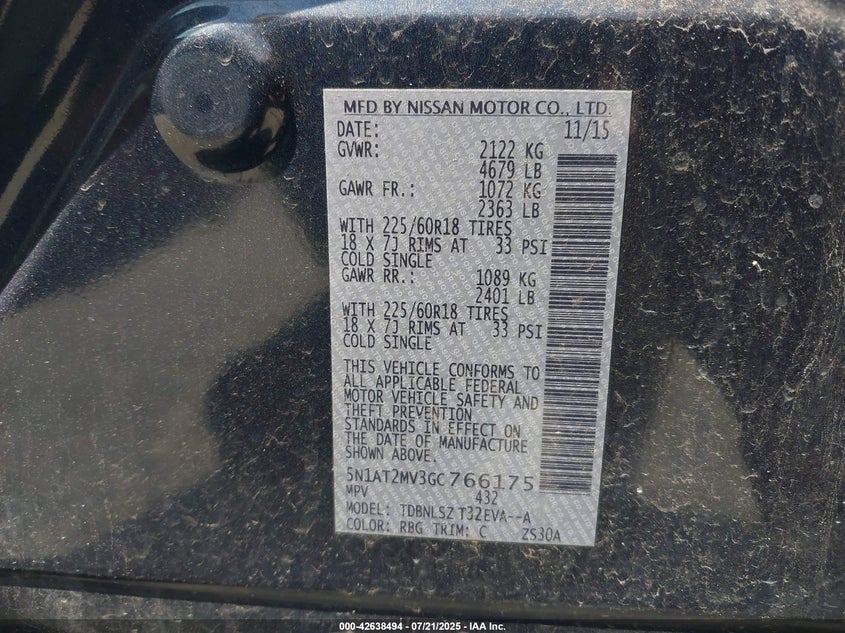 MFD BY NISSAN MOTOR CO., LTD.
DATE: 11/15
GVWR: 2122 KG
4679 LB
GAWR FR.: 1072 KG
2363 LB
WITH 225/60R18 TIRES
18 X 7J RIMS AT 33 PSI
COLD SINGLE
GAWR RR.: 1089 KG
2401 LB
WITH 225/60R18 TIRES
18 X 7J RIMS AT 33 PSI
COLD SINGLE
THIS VEHICLE CONFORMS TO
ALL APPLICABLE FEDERAL
MOTOR VEHICLE SAFETY AND
THEFT PREVENTION
STANDARDS IN EFFECT ON
THE DATE OF MANUFACTURE
SHOWN ABOVE.
5N1AT2MV3GC766175
MPV 432
MODEL: TDBNLSZ T32EVA--A
COLOR: RBG TRIM: C ZS30A
000-42638494 - 07/21/2025 - IAA Inc.